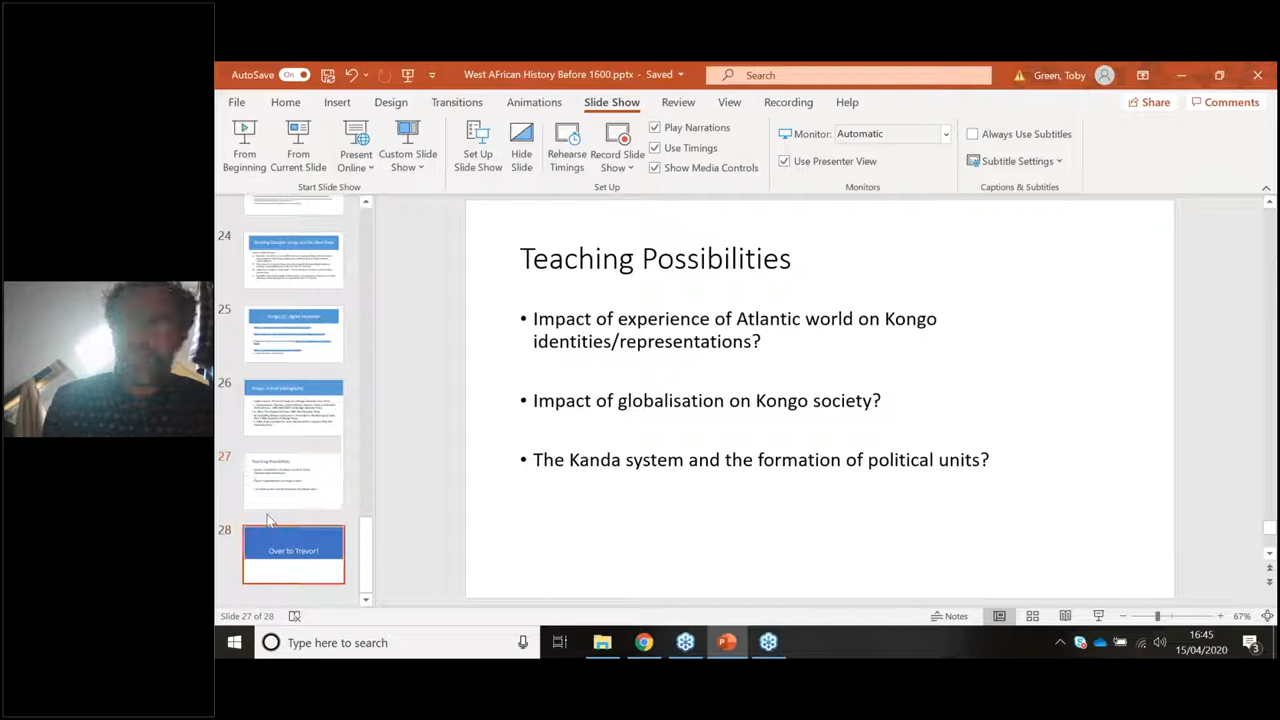 AutoSave On West AFrican History Before 1600.pptx - Saved Search Green, Toby
File Home Insert Design Transitions Animations Slide Show Review View Recording Help Share Comments
From Beginning
From Current Slide
Present Online
Custom Slide Show
Set Up Slide Show
Hide Slide
Rehearse Timings
Record Slide Show
Play Narrations
Use Timings
Show Media Controls
Monitor: Automatic
Use Presenter View
Always Use Subtitles
Subtitle Settings
Start Slide Show Set Up Monitors Captions & Subtitles
24
25
26
27
Teaching Possibilities
28
Over to Trevor!
Teaching Possibilities
• Impact of experience of Atlantic world on Kongo
identities/representations?
• Impact of globalisation on Kongo society?
• The Kanda system and the formation of political units?
Slide 27 of 28 Notes 67%
Type here to search
16:45
15/04/2020
3